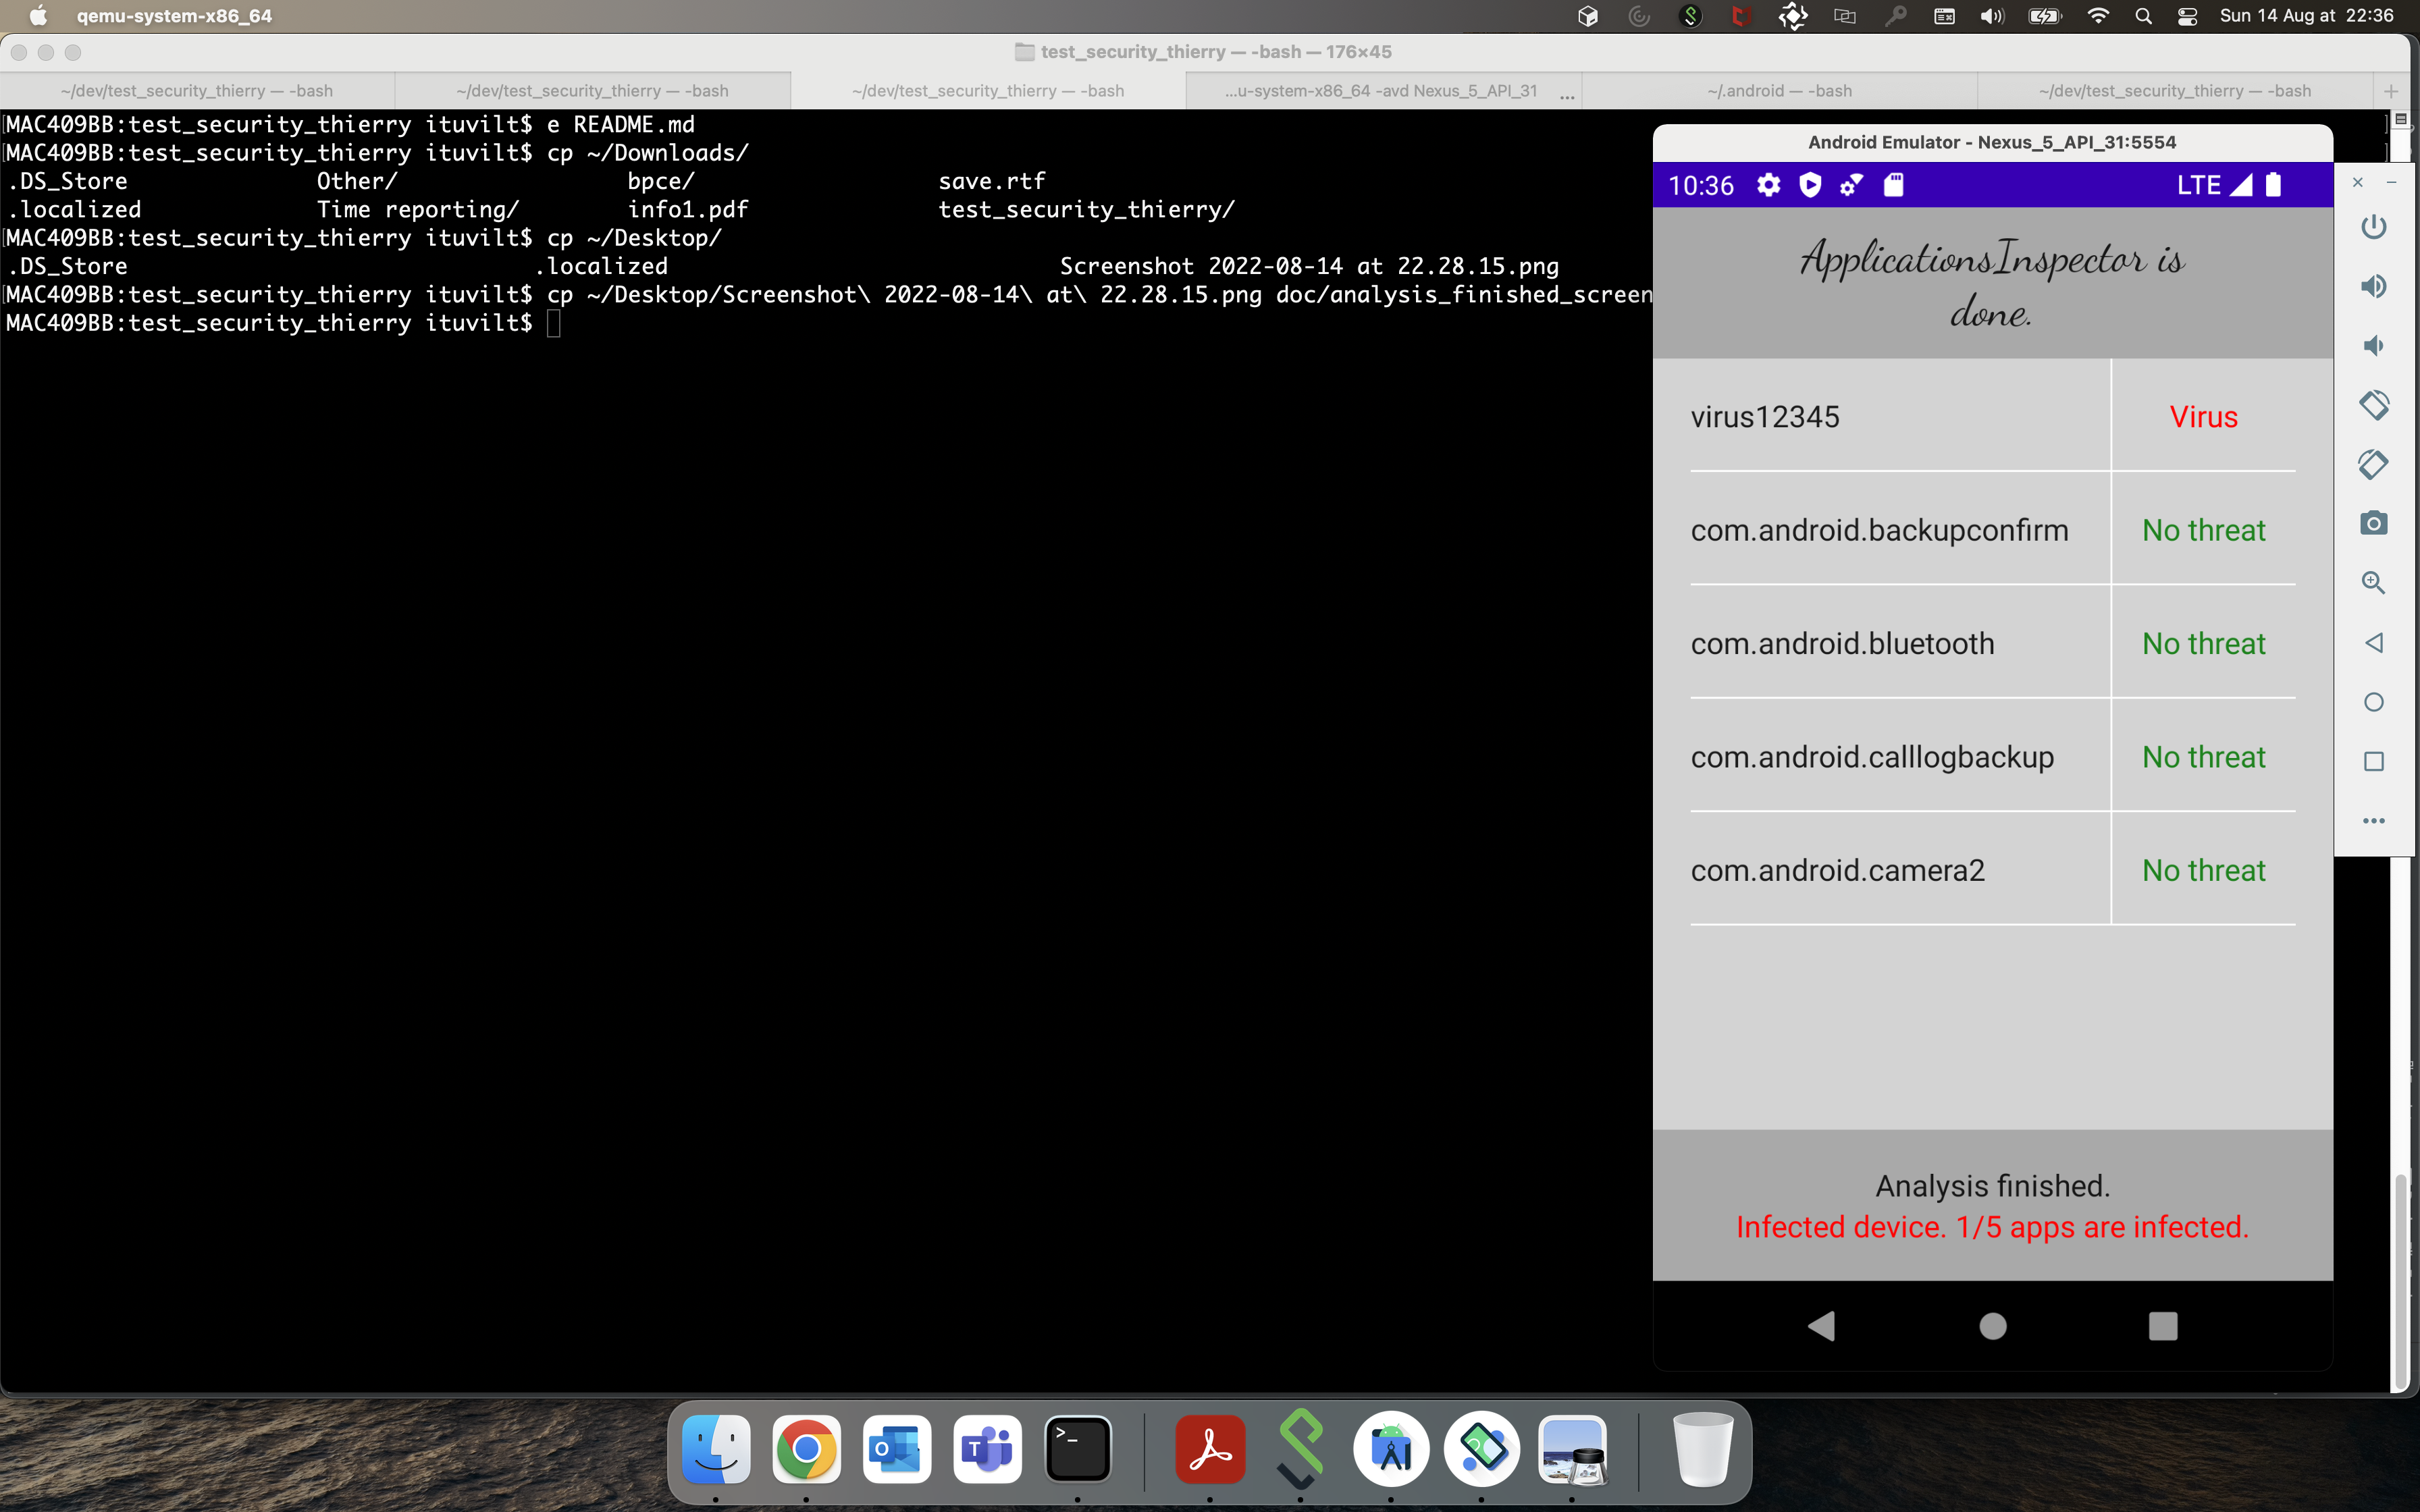 qemu-system-x86_64
Sun 14 Aug at 22:36
test_security_thierry — -bash — 176×45
~/dev/test_security_thierry — -bash
~/dev/test_security_thierry — -bash
~/dev/test_security_thierry — -bash
...u-system-x86_64 -avd Nexus_5_API_31 ...
~/.android — -bash
~/dev/test_security_thierry — -bash
[MAC409BB:test_security_thierry ituvilt$ e README.md ]
[MAC409BB:test_security_thierry ituvilt$ cp ~/Downloads/ ]
.DS_Store Other/ bpce/ save.rtf
.localized Time reporting/ info1.pdf test_security_thierry/
[MAC409BB:test_security_thierry ituvilt$ cp ~/Desktop/
.DS_Store .localized Screenshot 2022-08-14 at 22.28.15.png
[MAC409BB:test_security_thierry ituvilt$ cp ~/Desktop/Screenshot\ 2022-08-14\ at\ 22.28.15.png doc/analysis_finished_screen
MAC409BB:test_security_thierry ituvilt$
Android Emulator - Nexus_5_API_31:5554
10:36 LTE
ApplicationsInspector is
done.
virus12345 Virus
com.android.backupconfirm No threat
com.android.bluetooth No threat
com.android.calllogbackup No threat
com.android.camera2 No threat
Analysis finished.
Infected device. 1/5 apps are infected.